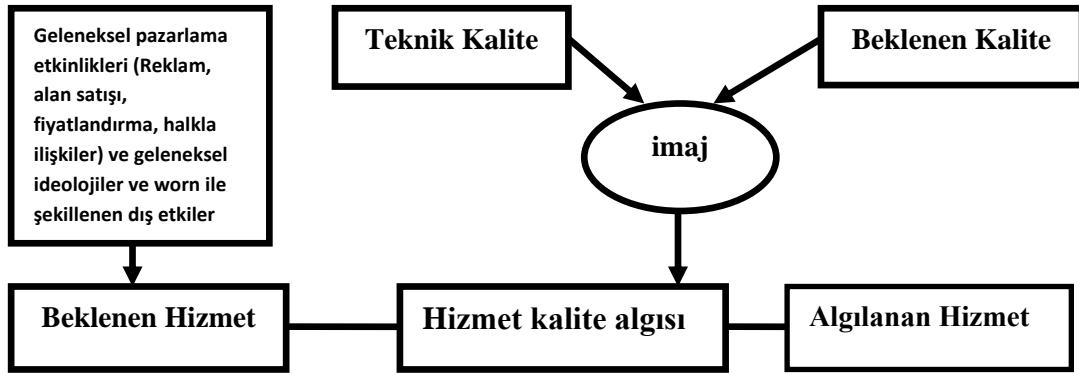 Geleneksel pazarlama
etkinlikleri (Reklam,
alan satışı,
fiyatlandırma, halkla
ilişkiler) ve geleneksel
ideolojiler ve worn ile
şekillenen dış etkiler
Teknik Kalite
Beklenen Kalite
imaj
Beklenen Hizmet
Hizmet kalite algısı
Algılanan Hizmet